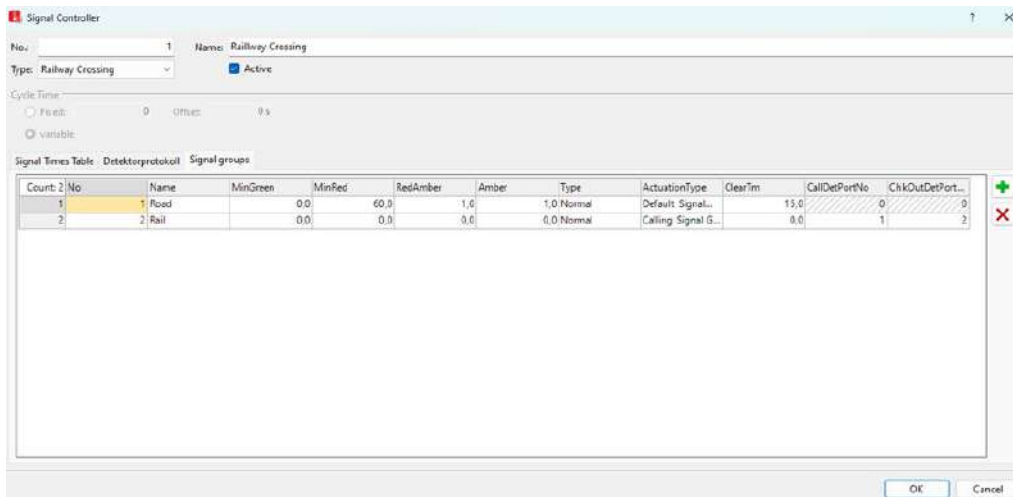 Signal Controller
No.: 1 Name: Raillway Crossing
Type: Railway Crossing Active
Cycle Time
Fixed: 0 Offset: 0 s
variable
Signal Times Table Detektorprotokoll Signal groups
Count: 2 No Name MinGreen MinRed RedAmber Amber Type ActuationType ClearTm CallDetPortNo ChkOutDetPort...
1 1 Road 0,0 60,0 1,0 1,0 Normal Default Signal... 15,0 0 0
2 2 Rail 0,0 0,0 0,0 0,0 Normal Calling Signal G... 0,0 1 2
OK Cancel